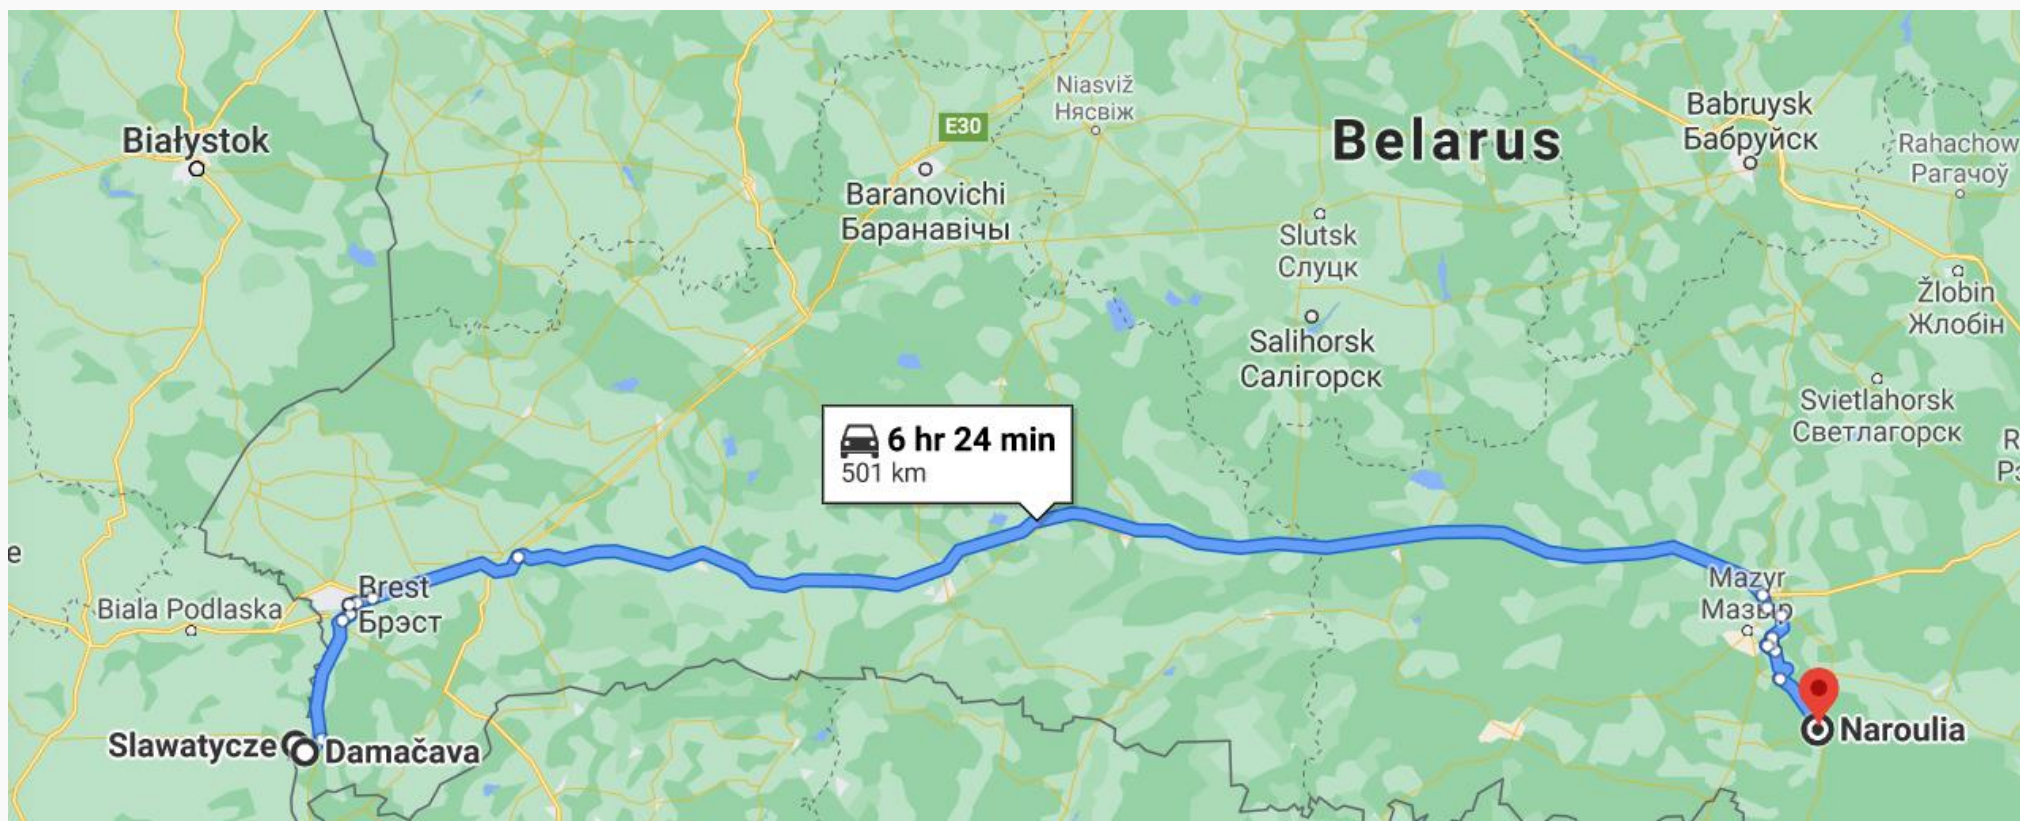 Białystok
E30
Niasviž
Нясвіж
Belarus
Babruysk
Бабруйск
Rahachow
Рагачоў
Baranovichi
Баранавічы
Slutsk
Слуцк
Žlobin
Жлобін
Salihorsk
Салігорск
Svietlahorsk
Светлагорск
6 hr 24 min
501 km
e
R
Brest
Брэст
Biala Podlaska
Mazyr
Мазыр
Slawatycze
Damačava
Naroulia